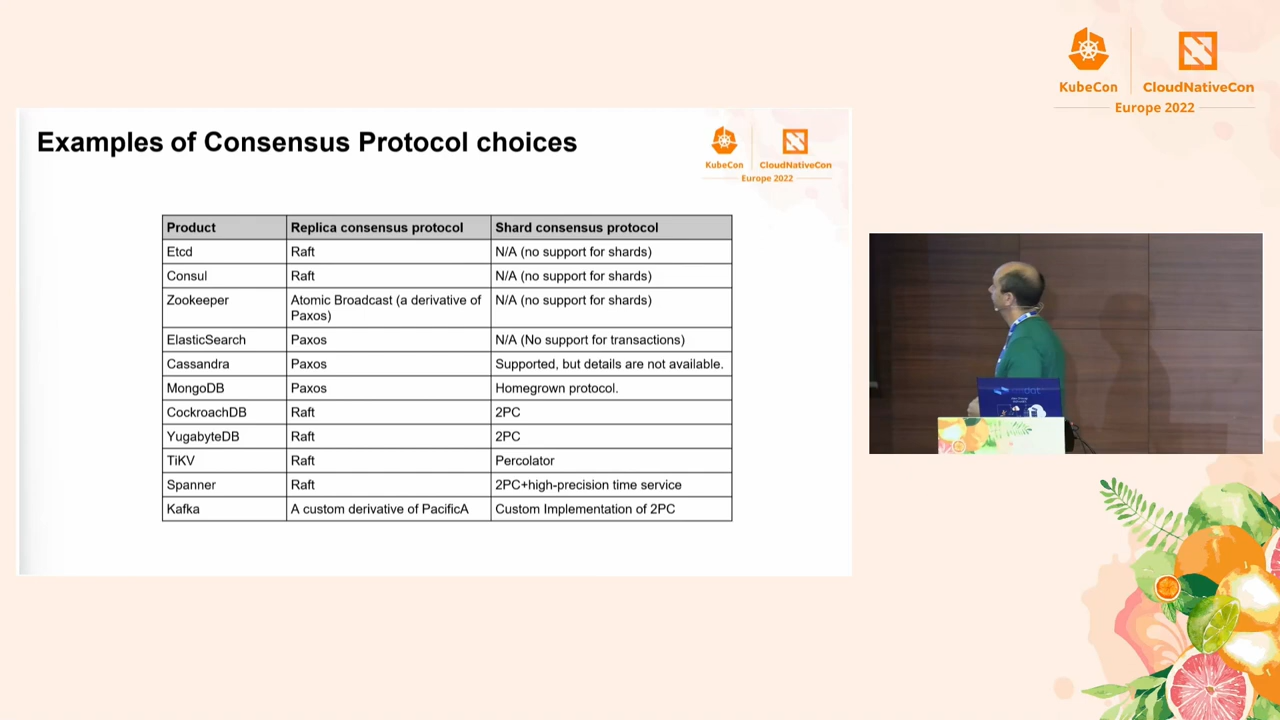 KubeCon
CloudNativeCon
Europe 2022
Examples of Consensus Protocol choices
KubeCon
CloudNativeCon
Europe 2022
Product Replica consensus protocol Shard consensus protocol
Etcd Raft N/A (no support for shards)
Consul Raft N/A (no support for shards)
Zookeeper Atomic Broadcast (a derivative of N/A (no support for shards)
Paxos)
ElasticSearch Paxos N/A (No support for transactions)
Cassandra Paxos Supported, but details are not available.
MongoDB Paxos Homegrown protocol.
CockroachDB Raft 2PC
YugabyteDB Raft 2PC
TiKV Raft Percolator
Spanner Raft 2PC+high-precision time service
Kafka A custom derivative of PacificA Custom Implementation of 2PC